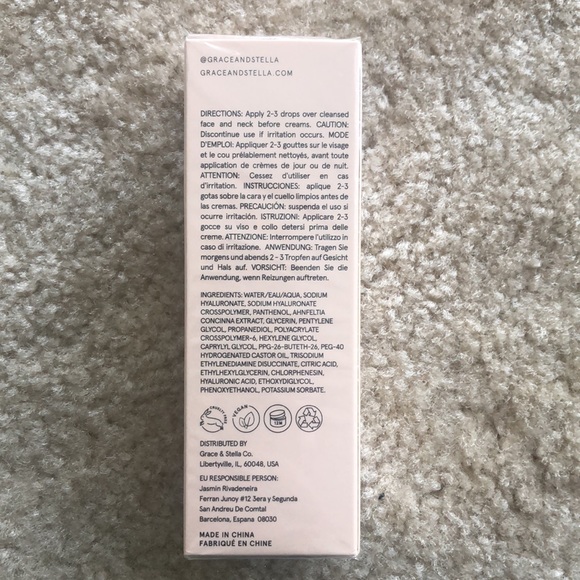 @GRACEANDSTELLA
GRACEANDSTELLA.COM
DIRECTIONS: Apply 2-3 drops over cleansed
face and neck before creams. CAUTION:
Discontinue use if irritation occurs. MODE
D'EMPLOI: Appliquer 2-3 gouttes sur le visage
et le cou prélablement nettoyés, avant toute
application de crèmes de jour ou de nuit.
ATTENTION: Cessez d'utiliser en cas
d'irritation. INSTRUCCIONES: aplique 2-3
gotas sobre la cara y el cuello limpios antes de
las cremas. PRECAUCIÓN: suspenda el uso si
ocurre irritación. ISTRUZIONI: Applicare 2-3
gocce su viso e collo detersi prima delle
creme. ATTENZIONE: Interrompere l'utilizzo in
caso di irritazione. ANWENDUNG: Tragen Sie
morgens und abends 2 - 3 Tropfen auf Gesicht
und Hals auf. VORSICHT: Beenden Sie die
Anwendung, wenn Reizungen auftreten.
INGREDIENTS: WATER/EAU/AQUA, SODIUM
HYALURONATE, SODIUM HYALURONATE
CROSSPOLYMER, PANTHENOL, AHNFELTIA
CONCINNA EXTRACT, GLYCERIN, PENTYLENE
GLYCOL, PROPANEDIOL, POLYACRYLATE
CROSSPOLYMER-6, HEXYLENE GLYCOL,
CAPRYLYL GLYCOL, PPG-26-BUTETH-26, PEG-40
HYDROGENATED CASTOR OIL, TRISODIUM
ETHYLENEDIAMINE DISUCCINATE, CITRIC ACID,
ETHYLHEXYLGLYCERIN, CHLORPHENESIN,
HYALURONIC ACID, ETHOXYDIGLYCOL,
PHENOXYETHANOL, POTASSIUM SORBATE.
CRUELTY FREE
VEGAN
12M
DISTRIBUTED BY
Grace & Stella Co.
Libertyville, IL, 60048, USA
EU RESPONSIBLE PERSON:
Jasmin Rivadeneira
Ferran Junoy #12 3era y Segunda
San Andreu De Comtal
Barcelona, Espana 08030
MADE IN CHINA
FABRIQUÉ EN CHINE